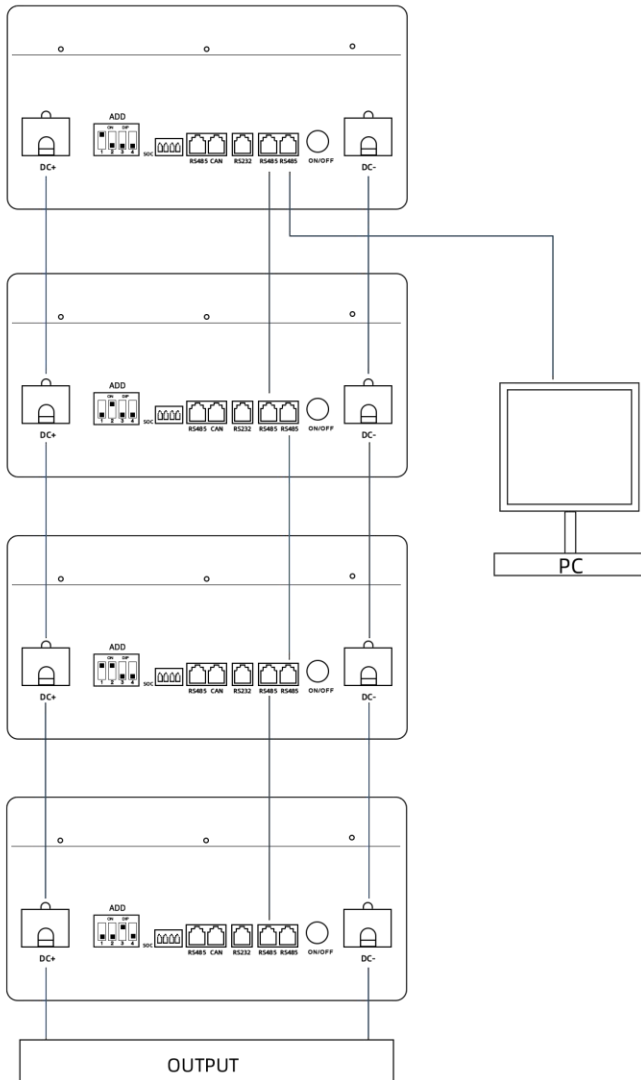 ADD
ON DIP
1 2 3 4
SOC
RS485 CAN RS232 RS485 RS485 ON/OFF
DC+
DC-
ADD
ON DIP
1 2 3 4
SOC
RS485 CAN RS232 RS485 RS485 ON/OFF
DC+
DC-
PC
ADD
ON DIP
1 2 3 4
SOC
RS485 CAN RS232 RS485 RS485 ON/OFF
DC+
DC-
ADD
ON DIP
1 2 3 4
SOC
RS485 CAN RS232 RS485 RS485 ON/OFF
DC+
DC-
OUTPUT